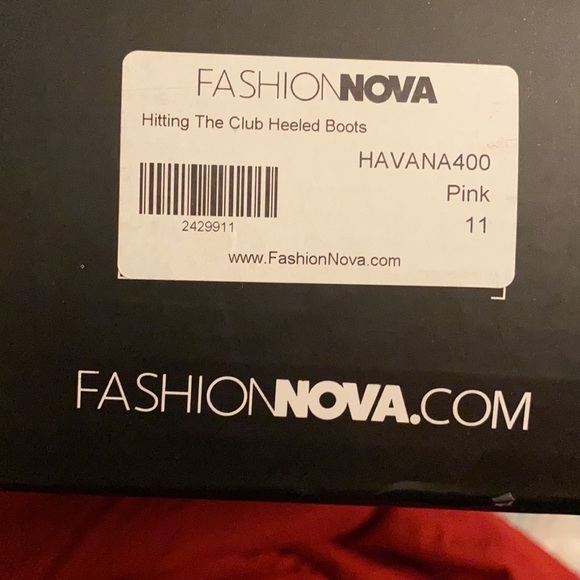 FASHIONNOVA
Hitting The Club Heeled Boots
HAVANA400
Pink
11
2429911
www.FashionNova.com
FASHIONNOVA.COM